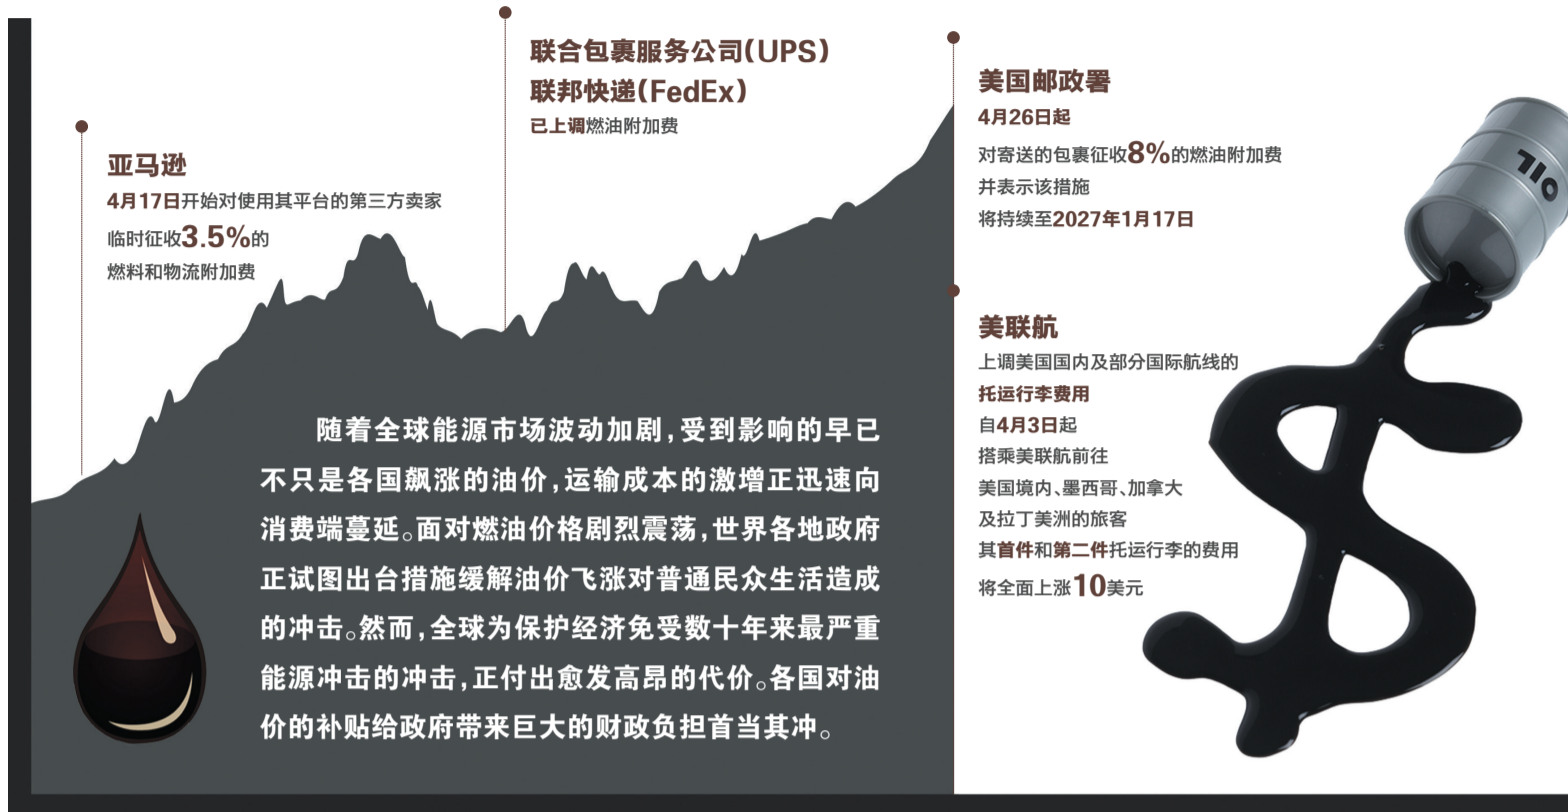 亚马逊
4月17日开始对使用其平台的第三方卖家
临时征收3.5%的
燃料和物流附加费
联合包裹服务公司(UPS)
联邦快递(FedEx)
已上调燃油附加费
美国邮政署
4月26日起
对寄送的包裹征收8%的燃油附加费
并表示该措施
将持续至2027年1月17日
OIL
美联航
上调美国国内及部分国际航线的
托运行李费用
自4月3日起
搭乘美联航前往
美国境内、墨西哥、加拿大
及拉丁美洲的旅客
其首件和第二件托运行李的费用
将全面上涨10美元
随着全球能源市场波动加剧,受到影响的早已
不只是各国飙涨的油价,运输成本的激增正迅速向
消费端蔓延。面对燃油价格剧烈震荡,世界各地政府
正试图出台措施缓解油价飞涨对普通民众生活造成
的冲击。然而,全球为保护经济免受数十年来最严重
能源冲击的冲击,正付出愈发高昂的代价。各国对油
价的补贴给政府带来巨大的财政负担首当其冲。